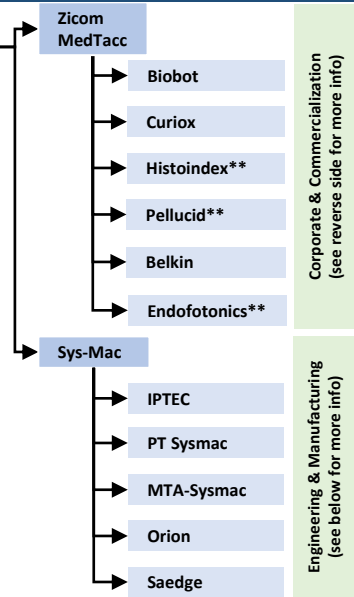 Zicom
MedTacc
Biobot
Curiox
Histoindex**
Pellucid**
Belkin
Endofotonics**
Corporate & Commercialization
(see reverse side for more info)
Sys-Mac
IPTEC
PT Sysmac
MTA-Sysmac
Orion
Saedge
Engineering & Manufacturing
(see below for more info)